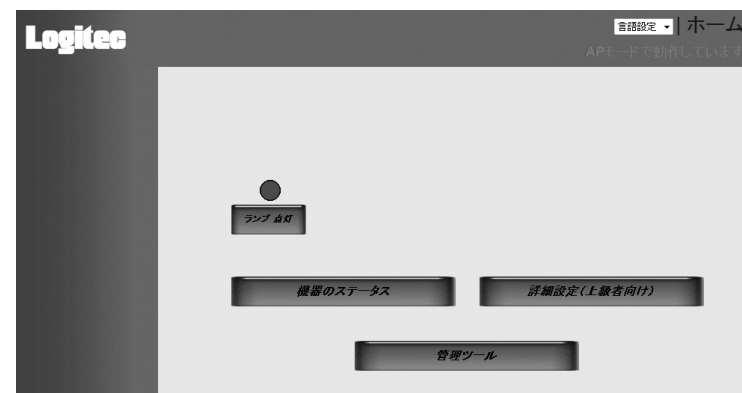 Logitec
言語設定 | ホーム
APモードで動作しています
ランプ 点灯
機器のステータス
詳細設定(上級者向け)
管理ツール